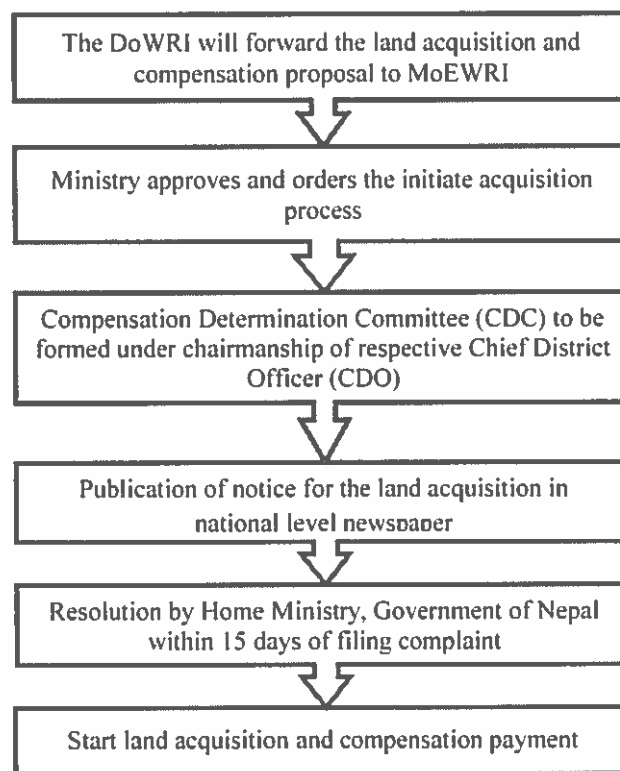 The DoWRI will forward the land acquisition and
compensation proposal to MoEWRI
Ministry approves and orders the initiate acquisition
process
Compensation Determination Committee (CDC) to be
formed under chairmanship of respective Chief District
Officer (CDO)
Publication of notice for the land acquisition in
national level newspaper
Resolution by Home Ministry, Government of Nepal
within 15 days of filing complaint
Start land acquisition and compensation payment